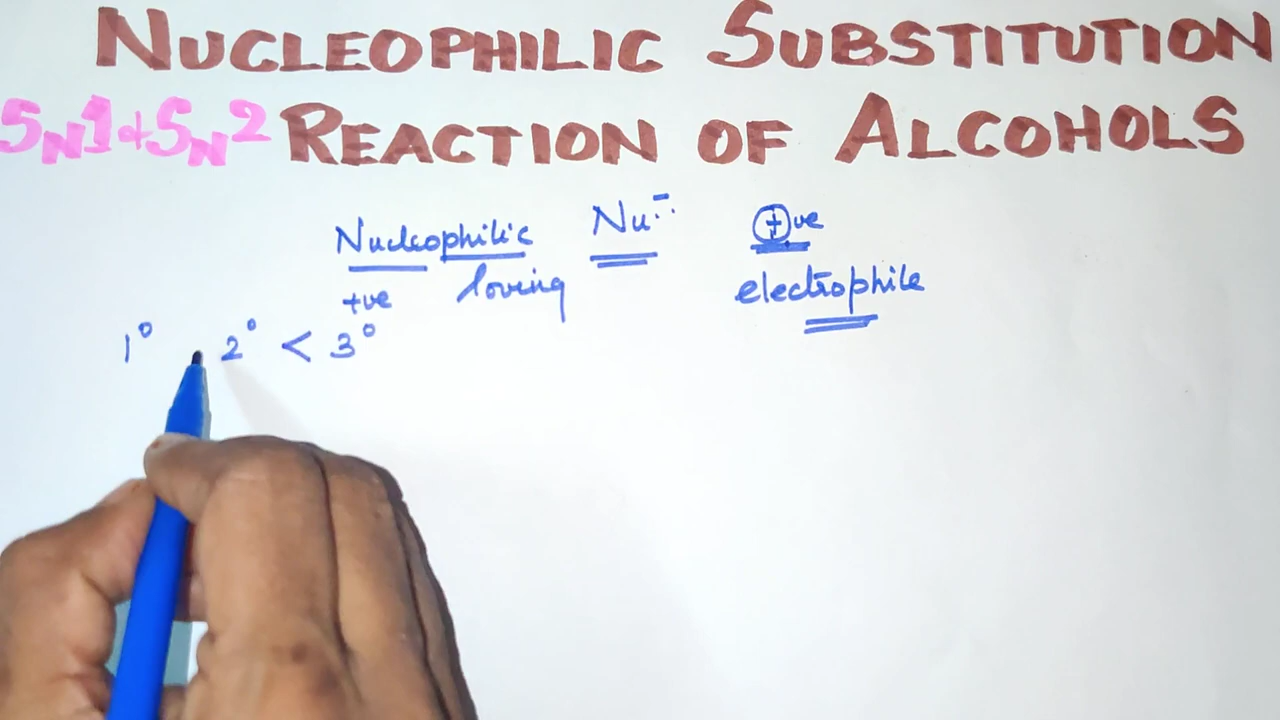 NUCLEOPHILIC SUBSTITUTION
SN1+SN2 REACTION OF ALCOHOLS
Nucleophilic Nu⁻: ⊕ve
+ve loving electrophile
1° 2° < 3°